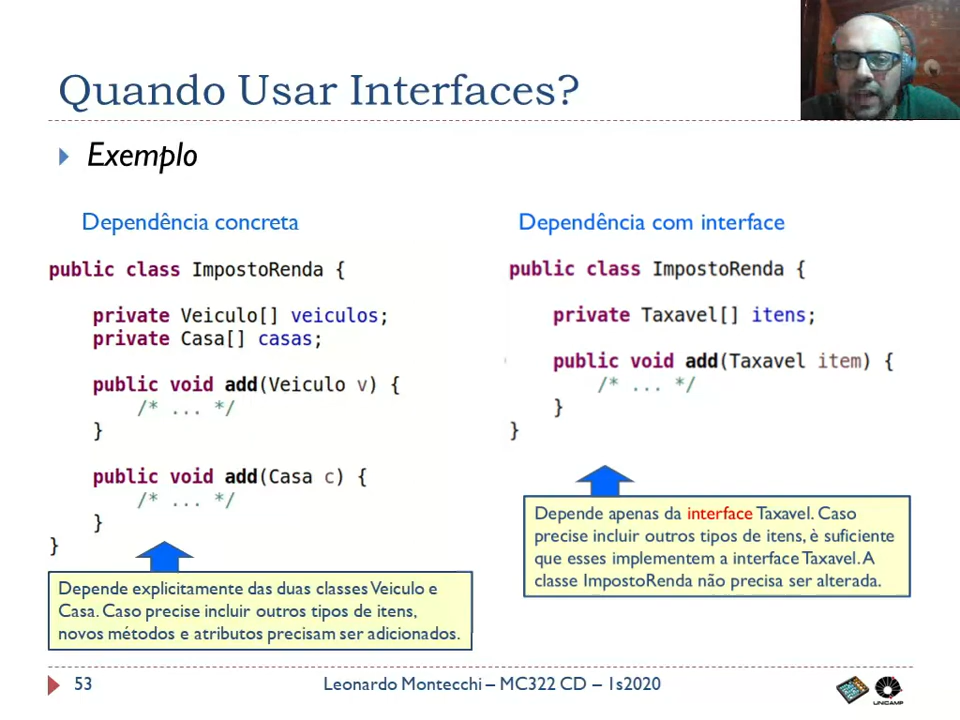 Quando Usar Interfaces?
Exemplo
Dependência concreta
public class ImpostoRenda {
private Veiculo[] veiculos;
private Casa[] casas;
public void add(Veiculo v) {
/* ... */
}
public void add(Casa c) {
/* ... */
}
}
Depende explicitamente das duas classes Veiculo e
Casa. Caso precise incluir outros tipos de itens,
novos métodos e atributos precisam ser adicionados.
Dependência com interface
public class ImpostoRenda {
private Taxavel[] itens;
public void add(Taxavel item) {
/* ... */
}
}
Depende apenas da interface Taxavel. Caso
precise incluir outros tipos de itens, è suficiente
que esses implementem a interface Taxavel. A
classe ImpostoRenda não precisa ser alterada.
53
Leonardo Montecchi – MC322 CD – 1s2020
UNICAMP